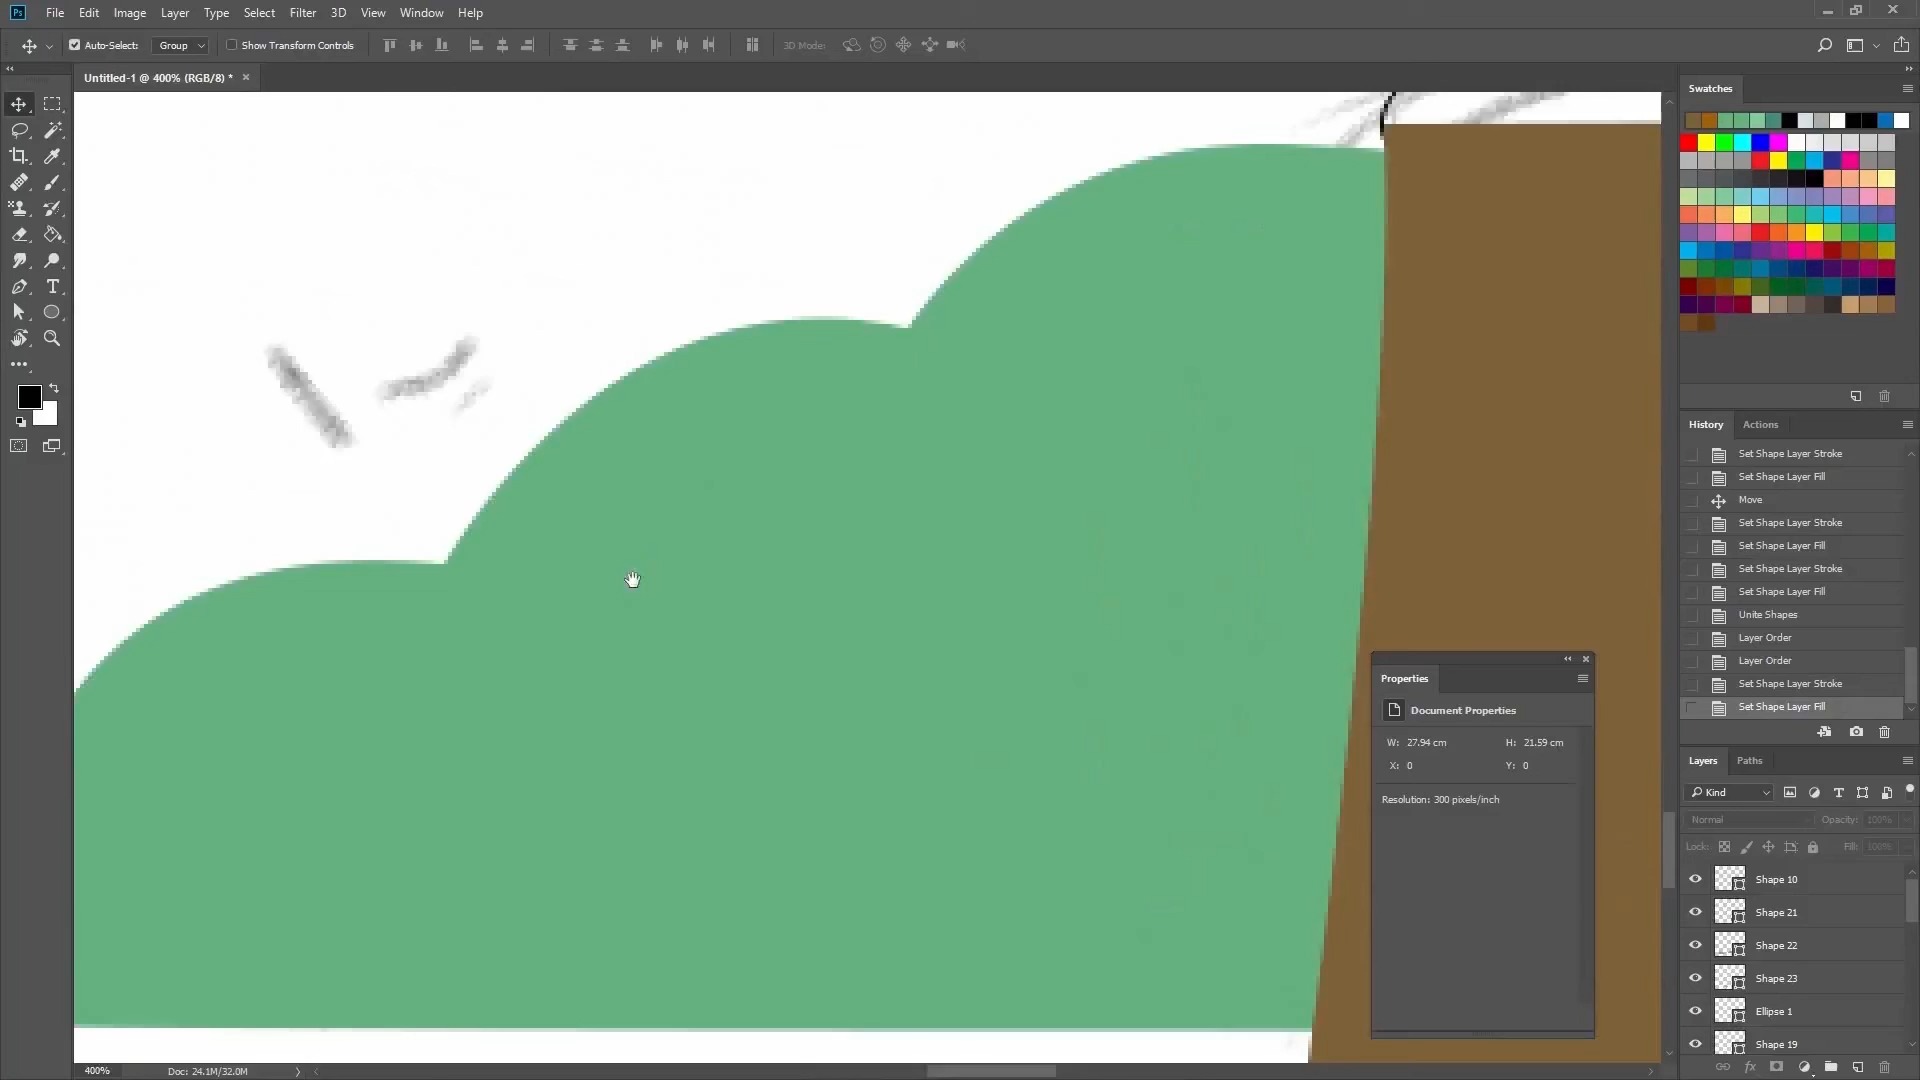 Ps File Edit Image Layer Type Select Filter 3D View Window Help
Auto-Select: Group Show Transform Controls 3D Mode:
Untitled-1 @ 400% (RGB/8) * ×
Swatches
History Actions
Set Shape Layer Stroke
Set Shape Layer Fill
Move
Set Shape Layer Stroke
Set Shape Layer Fill
Set Shape Layer Stroke
Set Shape Layer Fill
Unite Shapes
Layer Order
Layer Order
Set Shape Layer Stroke
Set Shape Layer Fill
Properties
Document Properties
W: 27.94 cm H: 21.59 cm
X: 0 Y: 0
Resolution: 300 pixels/inch
Layers Paths
Kind
Normal Opacity: 100%
Lock: Fill: 100%
Shape 10
Shape 21
Shape 22
Shape 23
Ellipse 1
Shape 19
400% Doc: 24.1M/32.0M